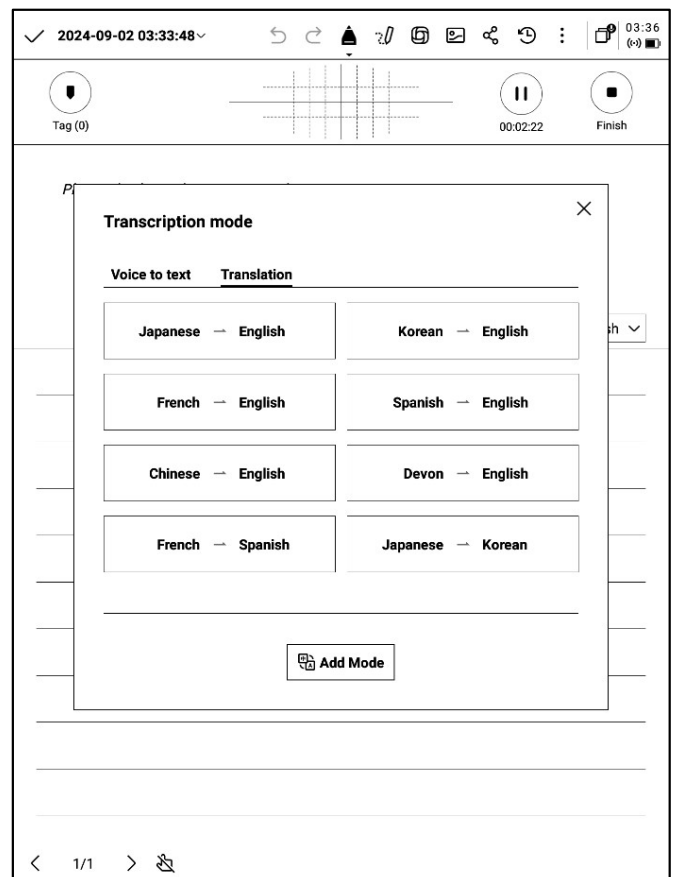 2024-09-02 03:33:48
03:36
Tag (0)
00:02:22
Finish
Transcription mode
Voice to text Translation
Japanese → English
Korean → English
French → English
Spanish → English
Chinese → English
Devon → English
French → Spanish
Japanese → Korean
Add Mode
1/1